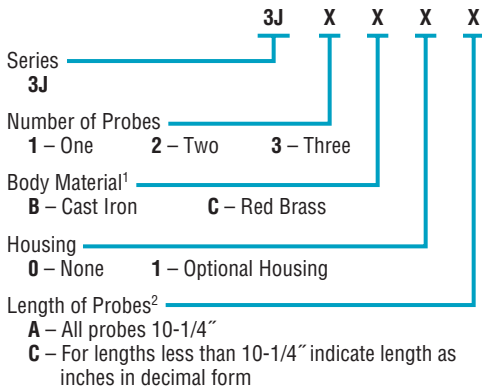 3J X X X X
Series
3J
Number of Probes
1 – One 2 – Two 3 – Three
Body Material¹
B – Cast Iron C – Red Brass
Housing
0 – None 1 – Optional Housing
Length of Probes²
A – All probes 10-1/4˝
C – For lengths less than 10-1/4˝ indicate length as
inches in decimal form